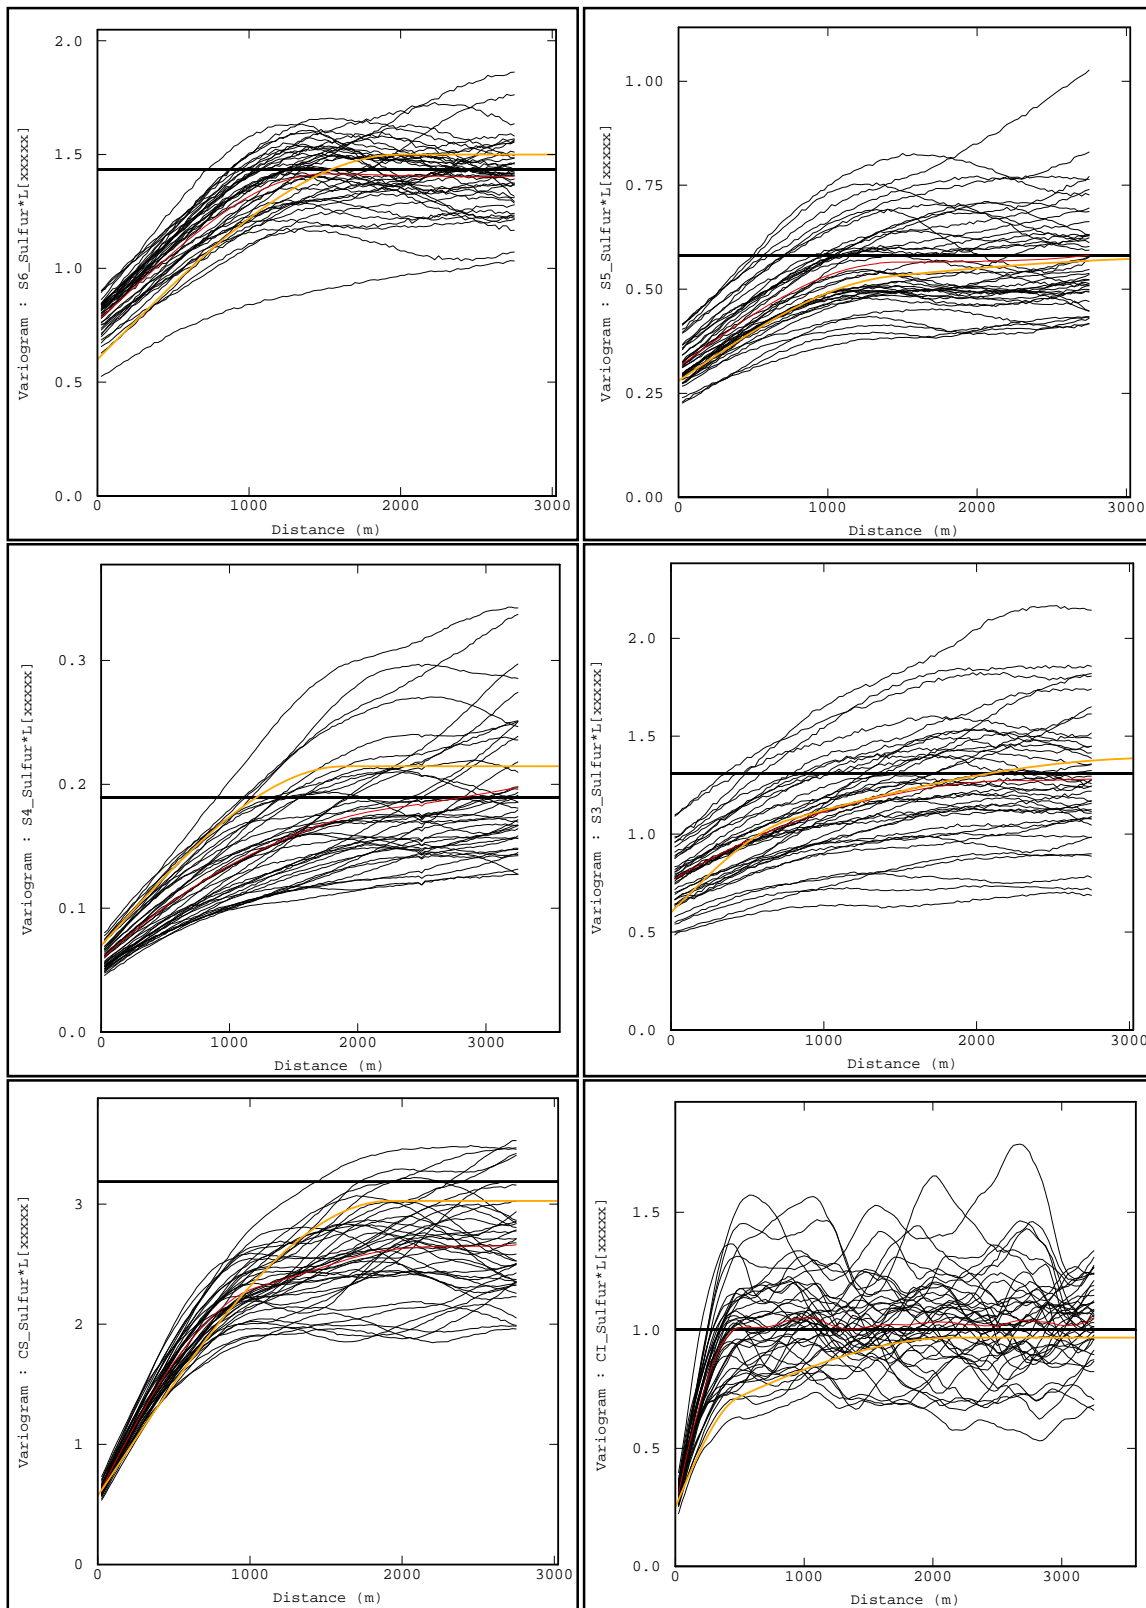 Variogram : S6_Sulfur*L[xxxxxx]
2.0
1.5
1.0
0.5
0.0
0 1000 2000 3000
Distance (m)
Variogram : S5_Sulfur*L[xxxxxx]
1.00
0.75
0.50
0.25
0.00
0 1000 2000 3000
Distance (m)
Variogram : S4_Sulfur*L[xxxxx]
0.3
0.2
0.1
0.0
0 1000 2000 3000
Distance (m)
Variogram : S3_Sulfur*L[xxxxx]
2.0
1.5
1.0
0.5
0.0
0 1000 2000 3000
Distance (m)
Variogram : CS_Sulfur*L[xxxxx]
3
2
1
0
0 1000 2000 3000
Distance (m)
Variogram : CI_Sulfur*L[xxxxx]
1.5
1.0
0.5
0.0
0 1000 2000 3000
Distance (m)